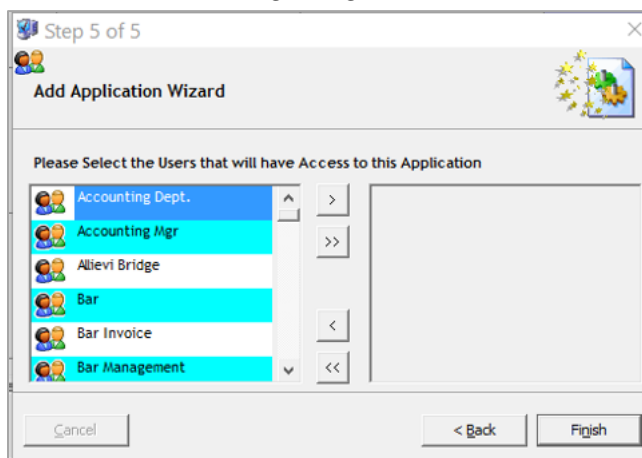 Step 5 of 5
Add Application Wizard
Please Select the Users that will have Access to this Application
Accounting Dept.
Accounting Mgr
Allievi Bridge
Bar
Bar Invoice
Bar Management
>
>>
<
<<
Cancel
< Back
Finish